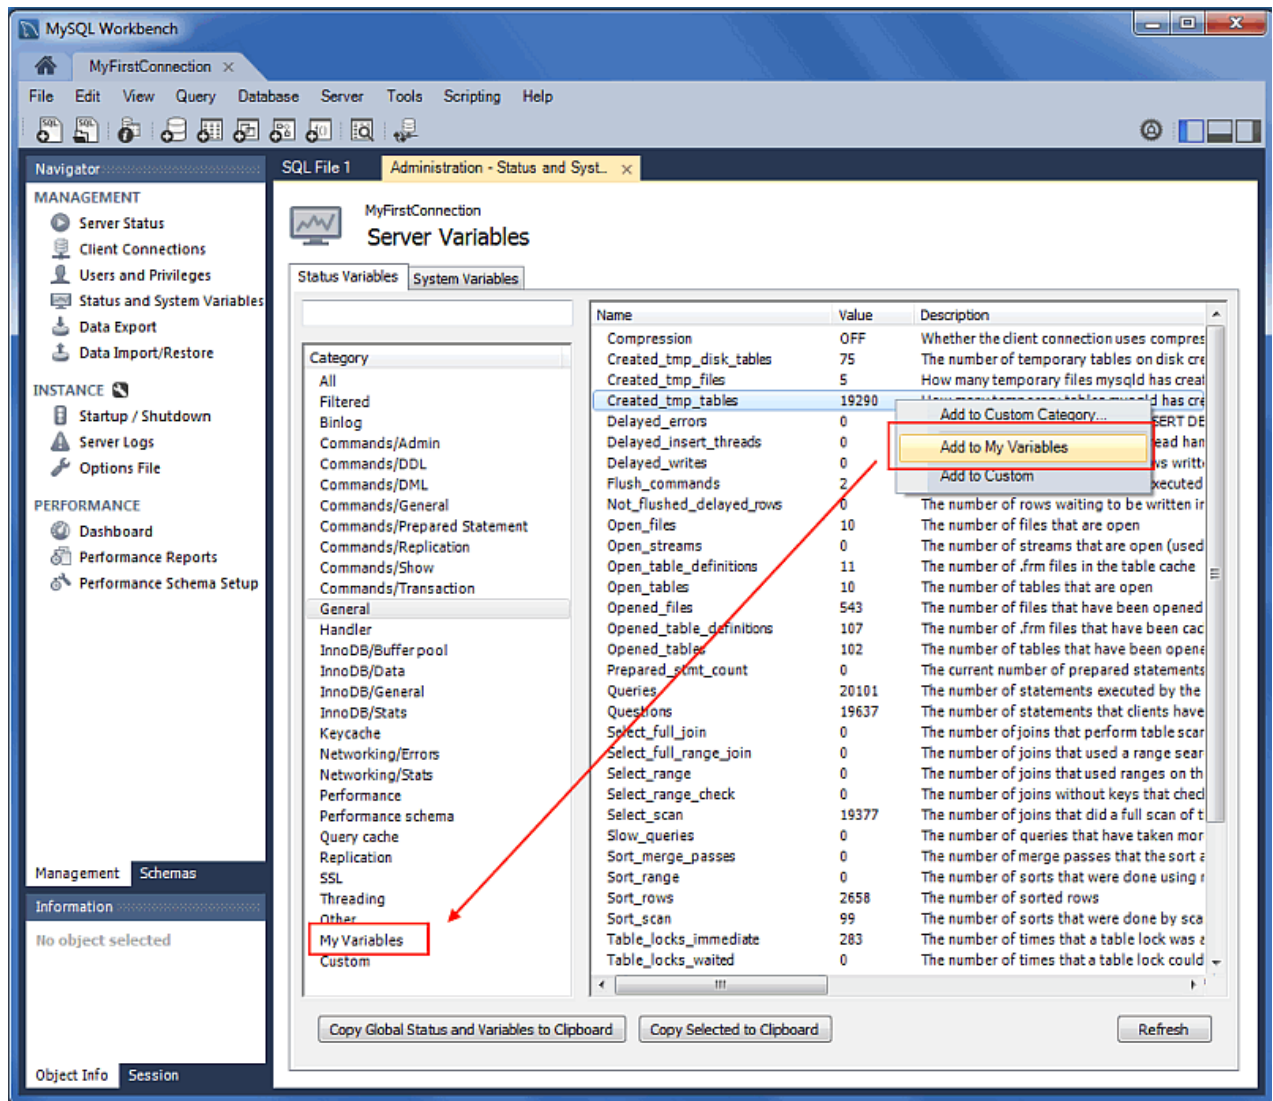 MySQL Workbench
MyFirstConnection
File Edit View Query Database Server Tools Scripting Help
Navigator
MANAGEMENT
Server Status
Client Connections
Users and Privileges
Status and System Variables
Data Export
Data Import/Restore
INSTANCE
Startup / Shutdown
Server Logs
Options File
PERFORMANCE
Dashboard
Performance Reports
Performance Schema Setup
Management Schemas
Information
No object selected
Object Info Session
SQL File 1 Administration - Status and Syst...
MyFirstConnection
Server Variables
Status Variables System Variables
Category
All
Filtered
Binlog
Commands/Admin
Commands/DDL
Commands/DML
Commands/General
Commands/Prepared Statement
Commands/Replication
Commands/Show
Commands/Transaction
General
Handler
InnoDB/Buffer pool
InnoDB/Data
InnoDB/General
InnoDB/Stats
Keycache
Networking/Errors
Networking/Stats
Performance
Performance schema
Query cache
Replication
SSL
Threading
Other
My Variables
Custom
Name Value Description
Compression OFF Whether the client connection uses compres
Created_tmp_disk_tables 75 The number of temporary tables on disk cre
Created_tmp_files 5 How many temporary files mysqld has creat
Created_tmp_tables 19290 How many temporary tables mysqld has cre
Delayed_errors 0 SERT DE
Delayed_insert_threads 0 ead han
Delayed_writes 0 ws writt
Flush_commands 2 xecuted
Not_flushed_delayed_rows 0 The number of rows waiting to be written in
Open_files 10 The number of files that are open
Open_streams 0 The number of streams that are open (used
Open_table_definitions 11 The number of .frm files in the table cache
Open_tables 10 The number of tables that are open
Opened_files 543 The number of files that have been opened
Opened_table_definitions 107 The number of .frm files that have been cac
Opened_tables 102 The number of tables that have been opene
Prepared_stmt_count 0 The current number of prepared statements
Queries 20101 The number of statements executed by the
Questions 19637 The number of statements that clients have
Select_full_join 0 The number of joins that perform table scar
Select_full_range_join 0 The number of joins that used a range sear
Select_range 0 The number of joins that used ranges on th
Select_range_check 0 The number of joins without keys that check
Select_scan 19377 The number of joins that did a full scan of t
Slow_queries 0 The number of queries that have taken mor
Sort_merge_passes 0 The number of merge passes that the sort a
Sort_range 0 The number of sorts that were done using r
Sort_rows 2658 The number of sorted rows
Sort_scan 99 The number of sorts that were done by sca
Table_locks_immediate 283 The number of times that a table lock was a
Table_locks_waited 0 The number of times that a table lock could
Add to Custom Category...
Add to My Variables
Add to Custom
Copy Global Status and Variables to Clipboard Copy Selected to Clipboard Refresh